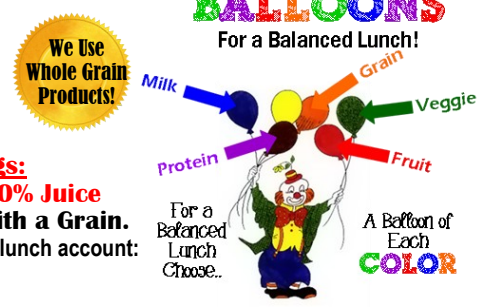 BALLOONS
For a Balanced Lunch!
We Use
Whole Grain
Products!
Milk
Grain
Veggie
Protein
Fruit
gs:
0% Juice
ith a Grain.
lunch account:
For a
Balanced
Lunch
Choose..
A Balloon of
Each
COLOR